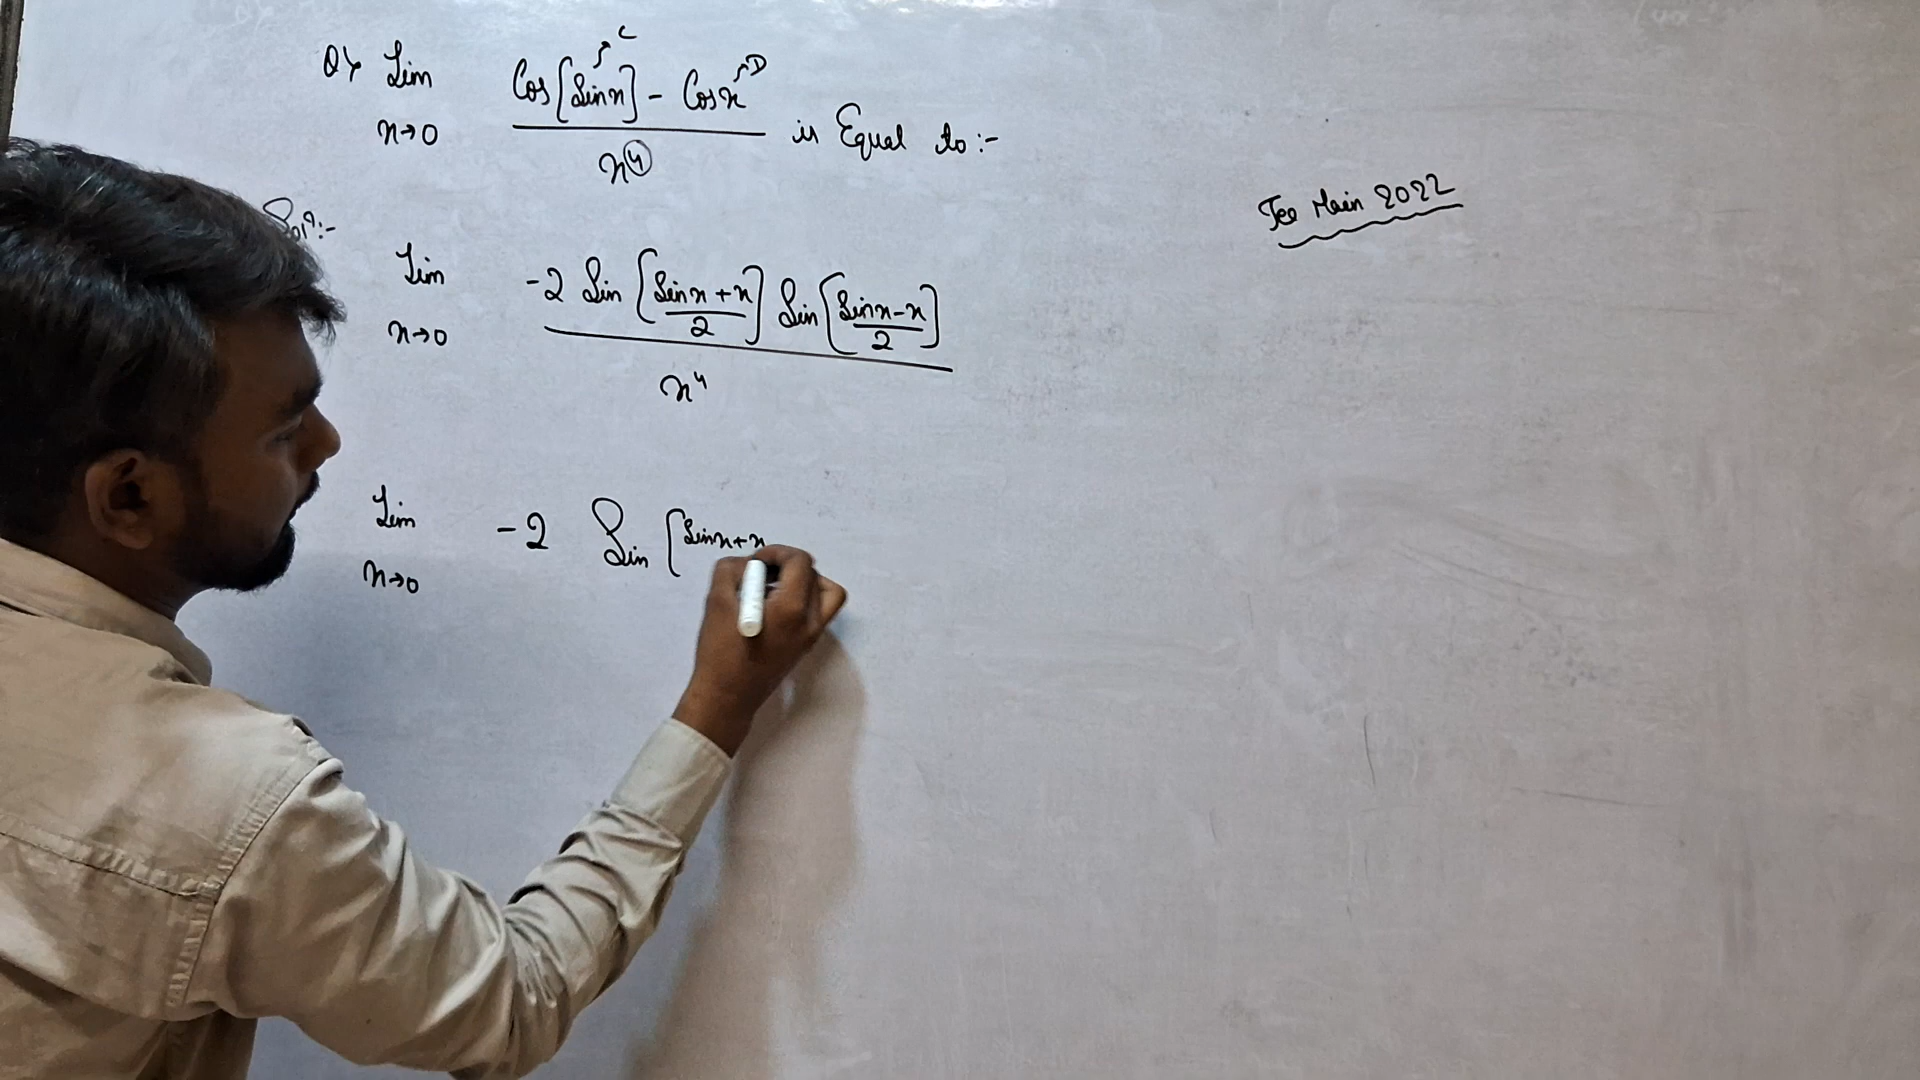 Q> Lim x→0 Cos[Sinx] - Cosx / x⁴ is Equal to :-
C
D
Jee Main 2022
Solⁿ:-
Lim x→0 -2 Sin [Sinx + x / 2] Sin [Sinx - x / 2] / x⁴
Lim x→0 -2 Sin [Sinx + x